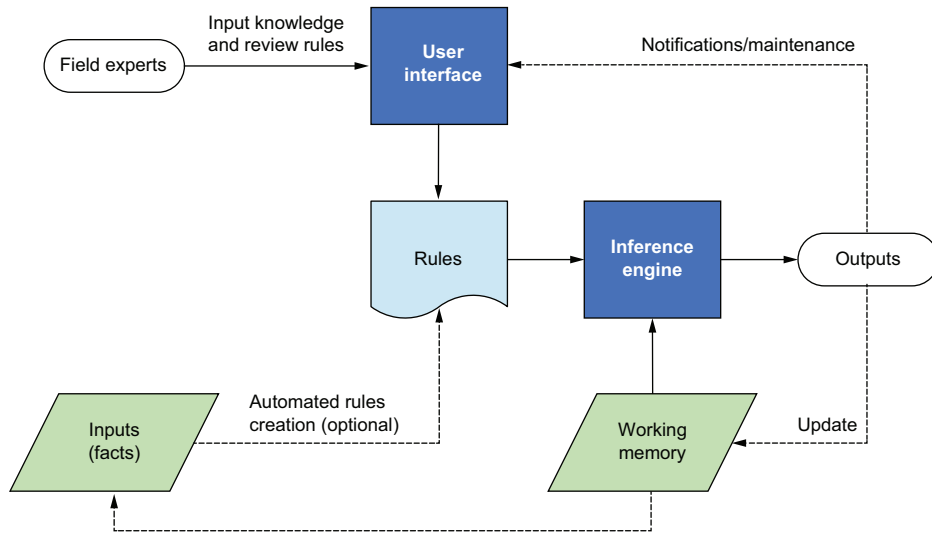 Input knowledge
and review rules
Field experts
User
interface
Notifications/maintenance
Rules
Inference
engine
Outputs
Automated rules
creation (optional)
Inputs
(facts)
Working
memory
Update